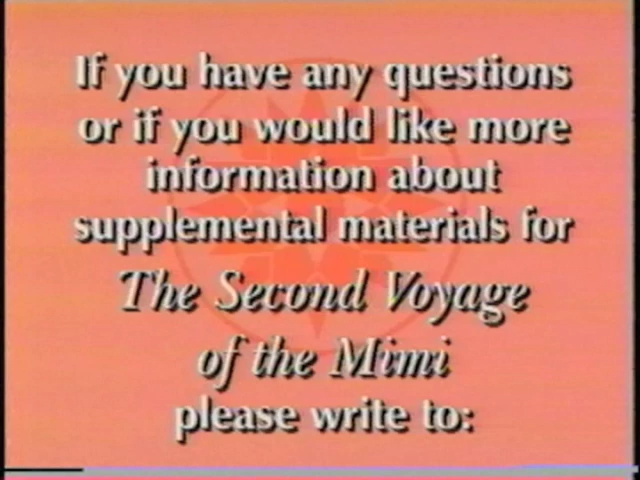 If you have any questions
or if you would like more
information about
supplemental materials for
The Second Voyage
of the Mimi
please write to: